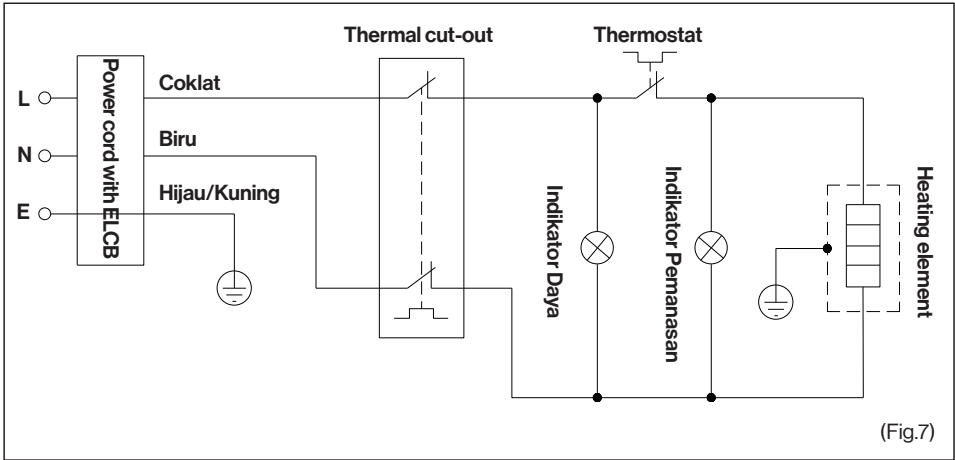 Thermal cut-out
Thermostat
L
N
E
Power cord with ELCB
Coklat
Biru
Hijau/Kuning
Indikator Daya
Indikator Pemanasan
Heating element
(Fig.7)